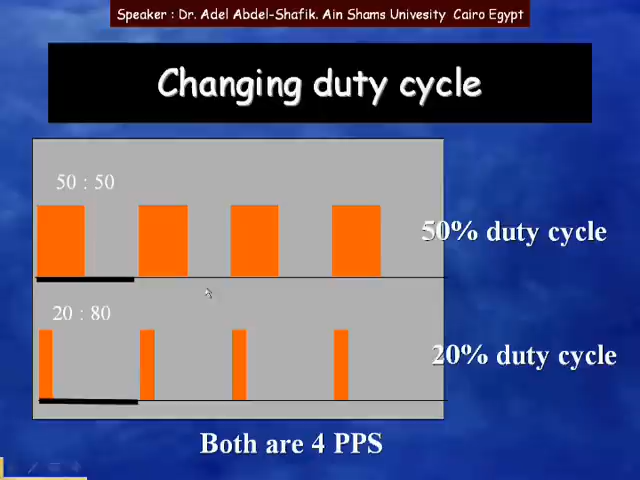 Speaker : Dr. Adel Abdel-Shafik. Ain Shams Univesity Cairo Egypt
Changing duty cycle
50 : 50
50% duty cycle
20 : 80
20% duty cycle
Both are 4 PPS